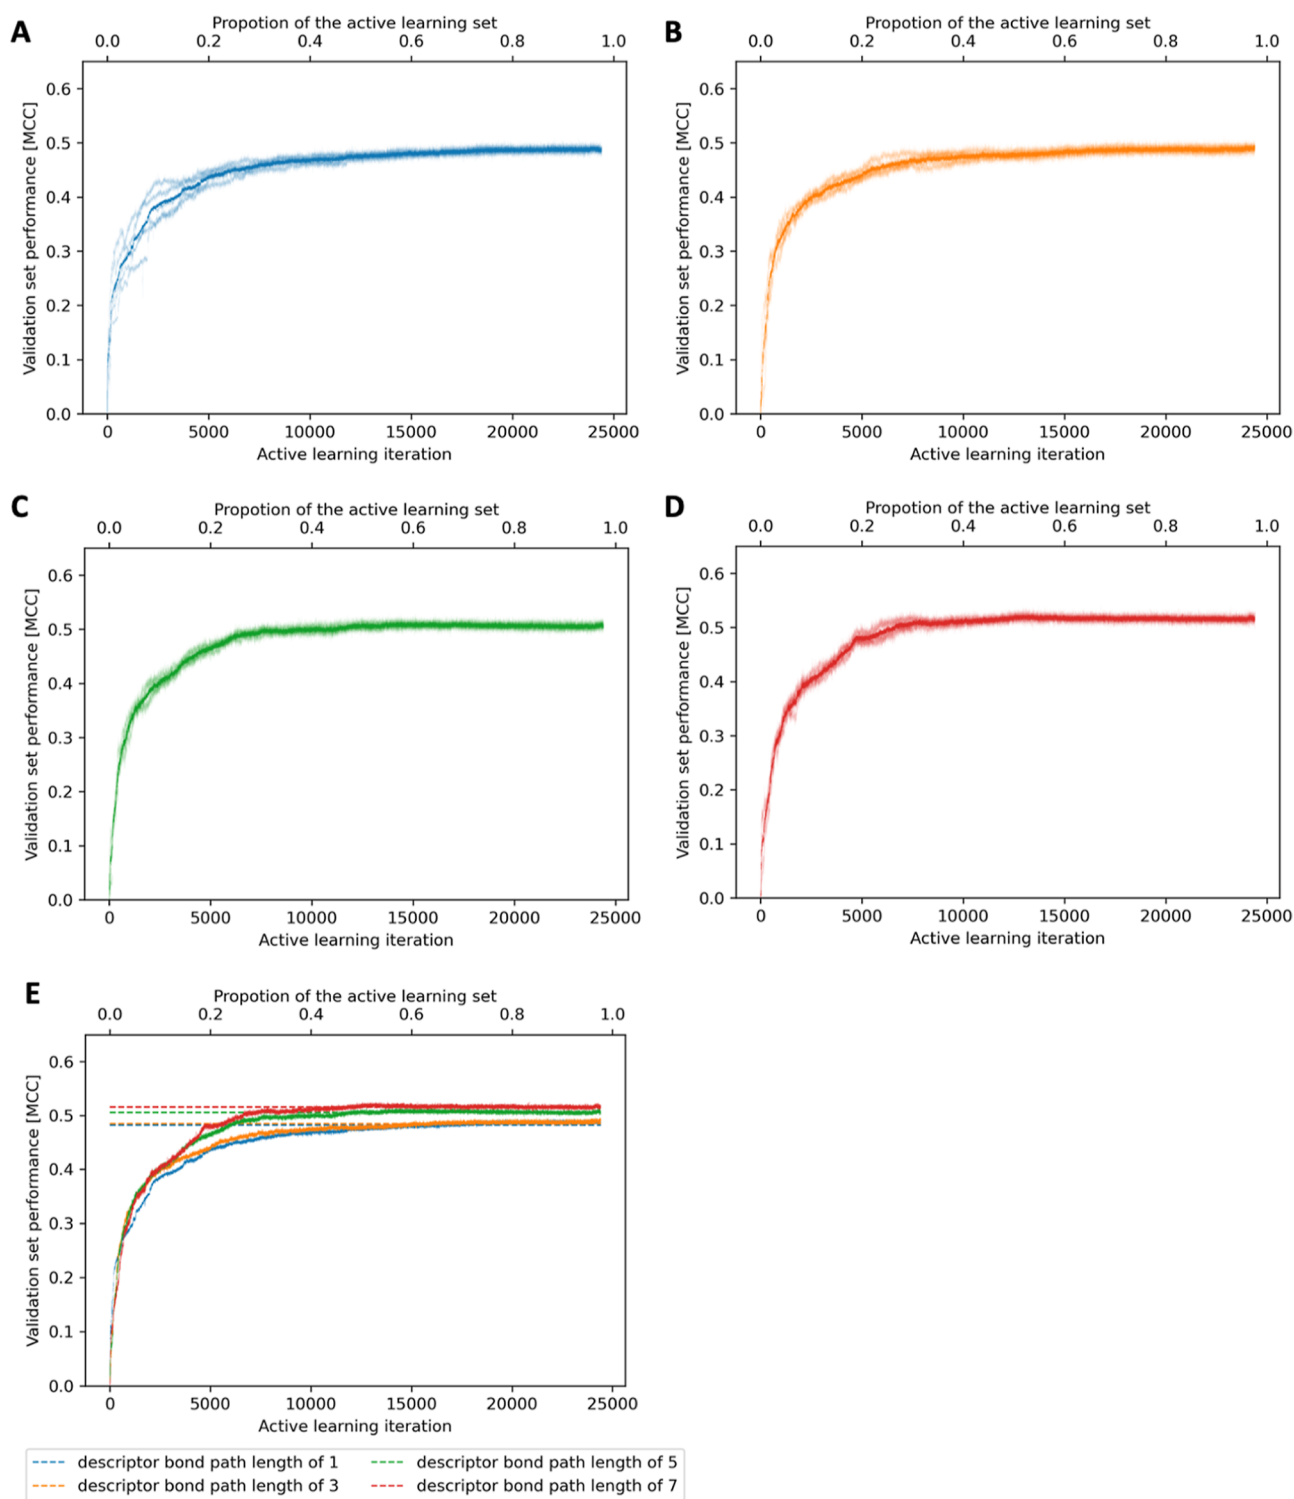 A
Propotion of the active learning set
0.0 0.2 0.4 0.6 0.8 1.0
Validation set performance [MCC]
0.6
0.5
0.4
0.3
0.2
0.1
0.0
0 5000 10000 15000 20000 25000
Active learning iteration
B
Propotion of the active learning set
0.0 0.2 0.4 0.6 0.8 1.0
Validation set performance [MCC]
0.6
0.5
0.4
0.3
0.2
0.1
0.0
0 5000 10000 15000 20000 25000
Active learning iteration
C
Propotion of the active learning set
0.0 0.2 0.4 0.6 0.8 1.0
Validation set performance [MCC]
0.6
0.5
0.4
0.3
0.2
0.1
0.0
0 5000 10000 15000 20000 25000
Active learning iteration
D
Propotion of the active learning set
0.0 0.2 0.4 0.6 0.8 1.0
Validation set performance [MCC]
0.6
0.5
0.4
0.3
0.2
0.1
0.0
0 5000 10000 15000 20000 25000
Active learning iteration
E
Propotion of the active learning set
0.0 0.2 0.4 0.6 0.8 1.0
Validation set performance [MCC]
0.6
0.5
0.4
0.3
0.2
0.1
0.0
0 5000 10000 15000 20000 25000
Active learning iteration
descriptor bond path length of 1
descriptor bond path length of 3
descriptor bond path length of 5
descriptor bond path length of 7